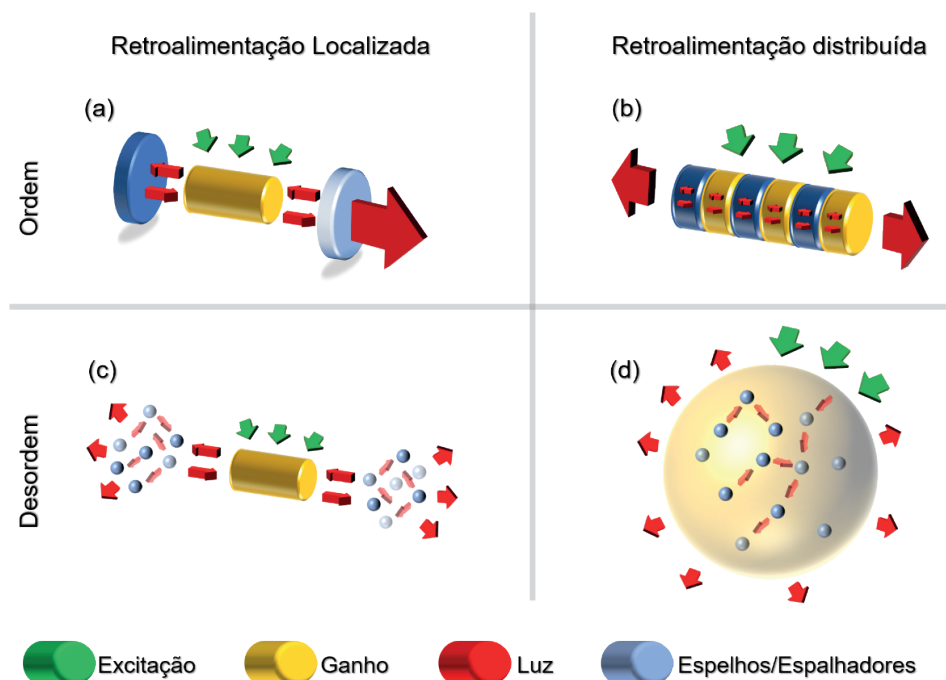 Retroalimentação Localizada
Retroalimentação distribuída
(a)
(b)
Ordem
(c)
(d)
Desordem
Excitação
Ganho
Luz
Espelhos/Espalhadores